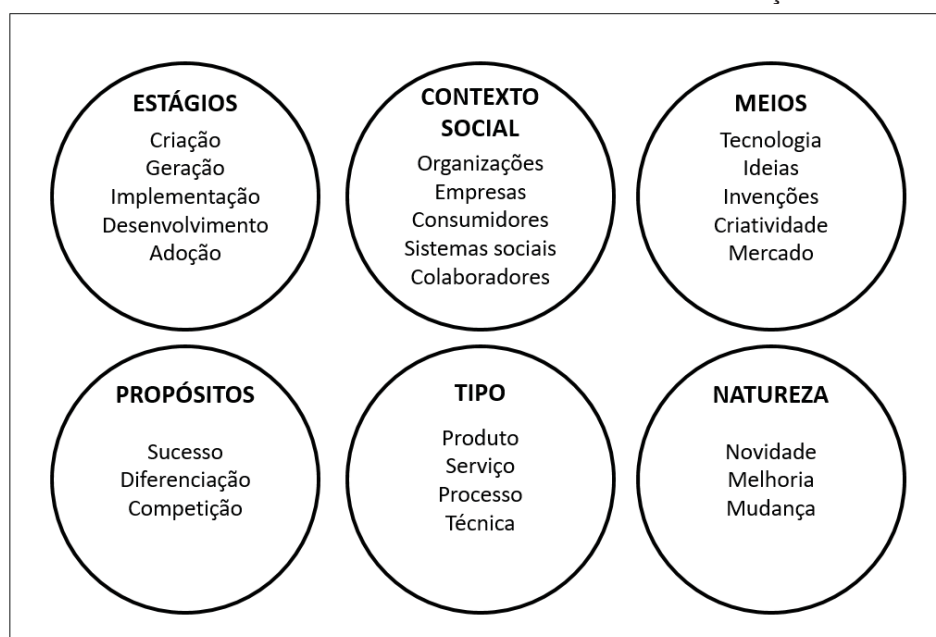 ESTÁGIOS
Criação
Geração
Implementação
Desenvolvimento
Adoção
CONTEXTO
SOCIAL
Organizações
Empresas
Consumidores
Sistemas sociais
Colaboradores
MEIOS
Tecnologia
Ideias
Invenções
Criatividade
Mercado
PROPÓSITOS
Sucesso
Diferenciação
Competição
TIPO
Produto
Serviço
Processo
Técnica
NATUREZA
Novidade
Melhoria
Mudança